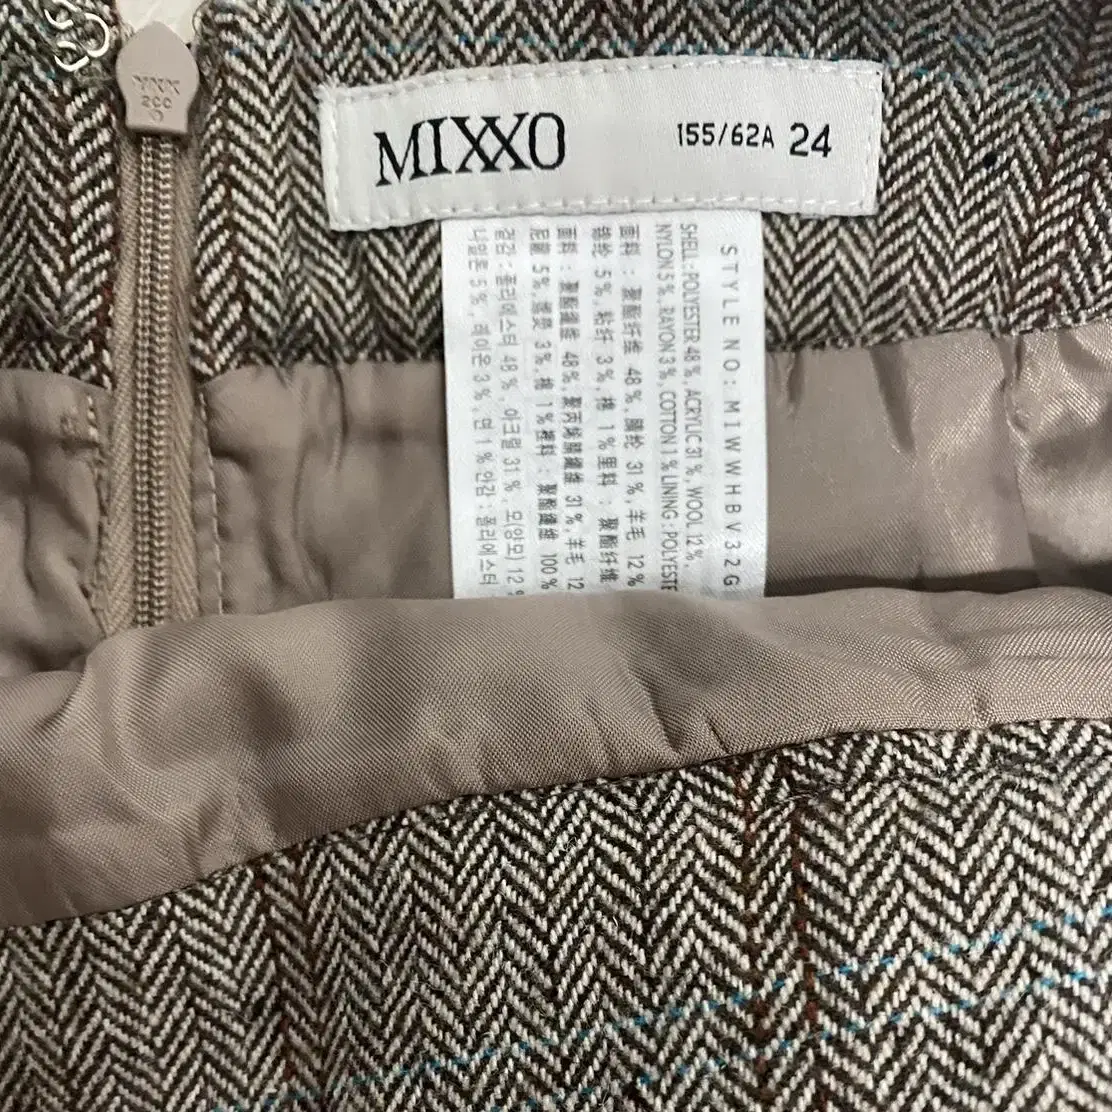 MIXXO
155/62A 24
STYLE NO: MIWWHBV32G
SHELL: POLYESTER 48%, ACRYLIC 31%, WOOL 12%,
NYLON 5%, RAYON 3%, COTTON 1% LINING: POLYESTE
面料: 聚酯纤维 48%, 腈纶 31%, 羊毛 12%
锦纶 5%, 粘纤 3%, 棉 1% 里料: 聚酯纤维
面料: 聚酯纖維 48%, 聚丙烯腈纖維 31%, 羊毛 12
尼龍 5%, 嫘縈 3%, 棉 1% 裡料: 聚酯纖維 100%
겉감: 폴리에스터 48%, 아크릴 31%, 모(양모) 12%
나일론 5%, 레이온 3%, 면 1% 안감: 폴리에스터